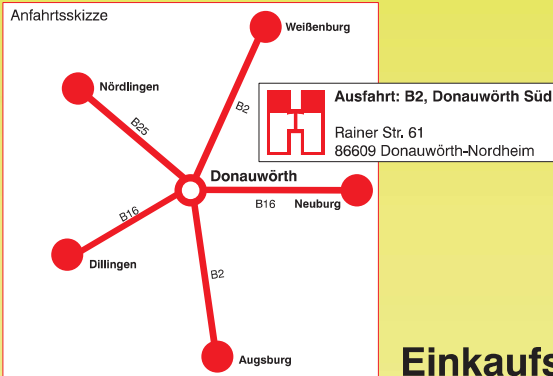 Anfahrtsskizze
Weißenburg
Nördlingen
B2
Ausfahrt: B2, Donauwörth Süd
Rainer Str. 61
86609 Donauwörth-Nordheim
B25
Donauwörth
B16
Neuburg
B16
Dillingen
B2
Augsburg
Einkaufs